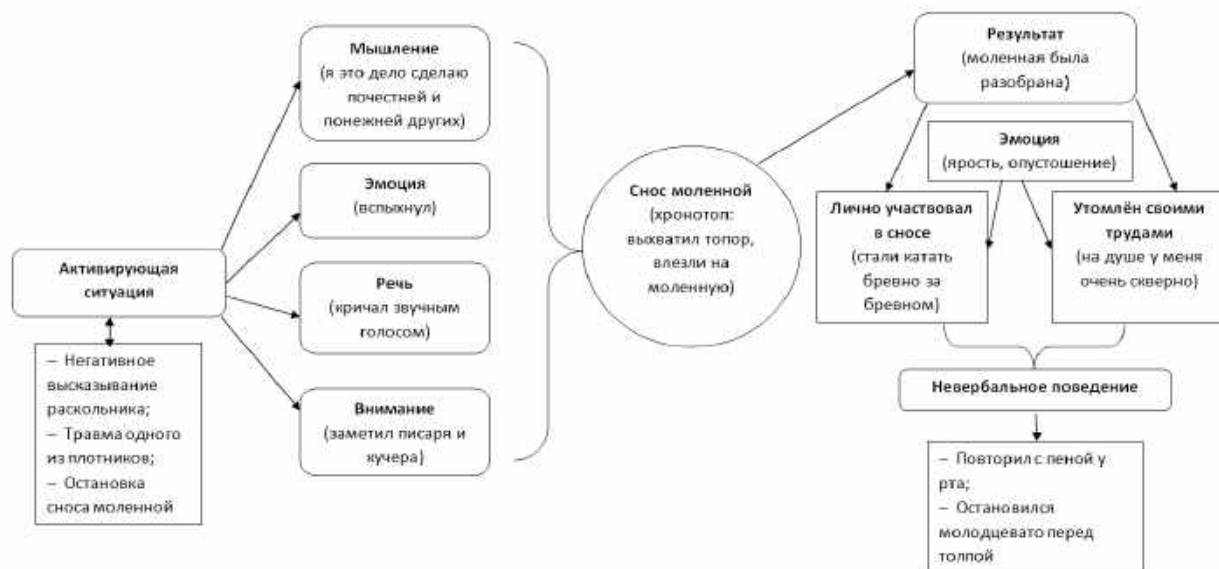 Активирующая
ситуация
– Негативное
высказывание
раскольника;
– Травма одного
из плотников;
– Остановка
сноса моленной
Мышление
(я это дело сделаю
почестней и
понежней других)
Эмоция
(вспыхнул)
Речь
(кричал звучным
голосом)
Внимание
(заметил писаря и
кучера)
Снос моленной
(хронотоп:
выхватил топор,
влезли на
моленную)
Результат
(моленная была
разобрана)
Эмоция
(ярость, опустошение)
Лично участвовал
в сносе
(стали катать
бревно за
бревном)
Утомлён своими
трудами
(на душе у меня
очень скверно)
Невербальное поведение
– Повторил с пеной у
рта;
– Остановился
молодцевато перед
толпой